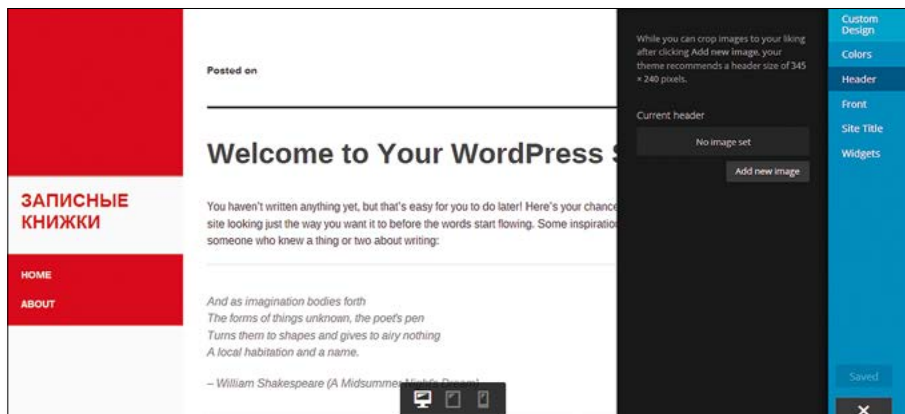 ЗАПИСНЫЕ
КНИЖКИ
HOME
ABOUT
Posted on
Welcome to Your WordPress S
You haven't written anything yet, but that's easy for you to do later! Here's your chance
site looking just the way you want it to before the words start flowing. Some inspiration
someone who knew a thing or two about writing:
And as imagination bodies forth
The forms of things unknown, the poet's pen
Turns them to shapes and gives to airy nothing
A local habitation and a name.
– William Shakespeare (A Midsummer Night's Dream)
While you can crop images to your liking
after clicking Add new image, your
theme recommends a header size of 345
× 240 pixels.
Current header
No image set
Add new image
Custom
Design
Colors
Header
Front
Site Title
Widgets
Saved